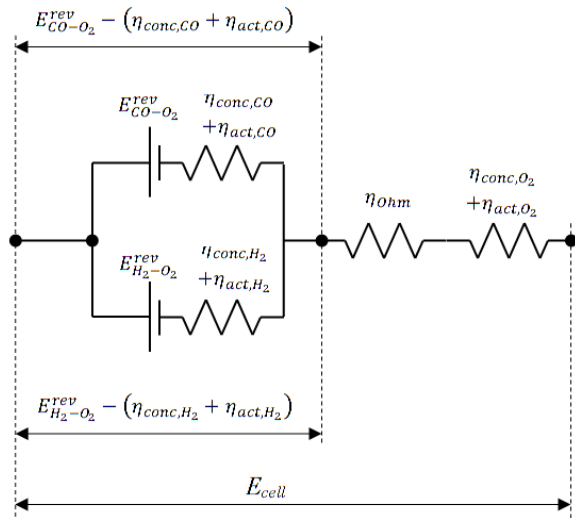 E^{rev}_{CO-O_2} - (η_{conc,CO} + η_{act,CO})
E^{rev}_{CO-O_2}
η_{conc,CO}
+η_{act,CO}
η_{Ohm}
η_{conc,O_2}
+η_{act,O_2}
E^{rev}_{H_2-O_2}
η_{conc,H_2}
+η_{act,H_2}
E^{rev}_{H_2-O_2} - (η_{conc,H_2} + η_{act,H_2})
E_{cell}